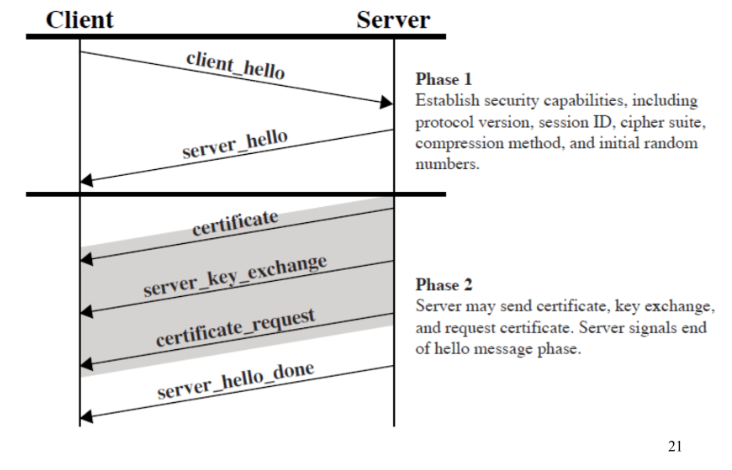 Client Server
client_hello
Phase 1
Establish security capabilities, including
protocol version, session ID, cipher suite,
compression method, and initial random
numbers.
server_hello
certificate
server_key_exchange
certificate_request
server_hello_done
Phase 2
Server may send certificate, key exchange,
and request certificate. Server signals end
of hello message phase.
21